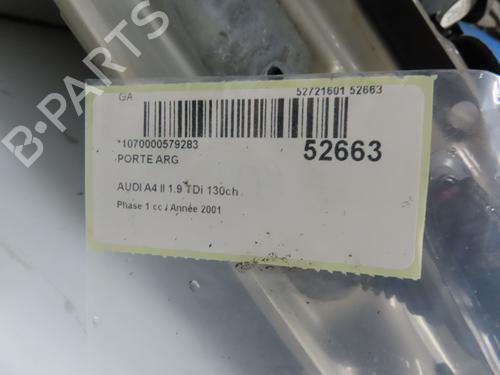 GA
52721601 52663
*1070000579283
52663
PORTE ARG
AUDI A4 II 1.9 TDi 130ch
Phase 1 cc / Année 2001
B-PARTS